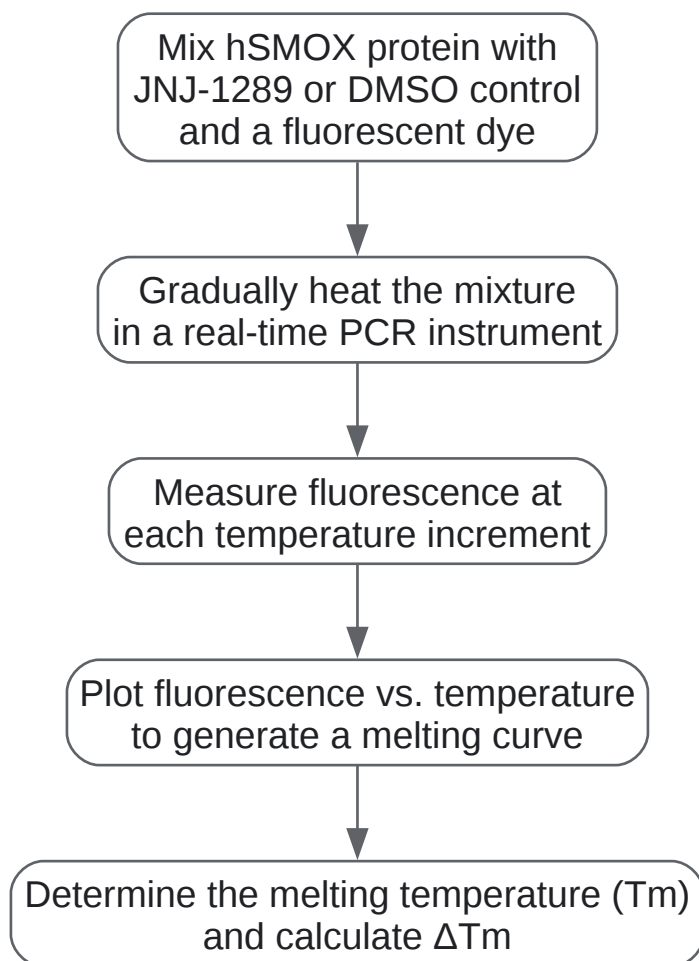 Mix hSMOX protein with
JNJ-1289 or DMSO control
and a fluorescent dye
Gradually heat the mixture
in a real-time PCR instrument
Measure fluorescence at
each temperature increment
Plot fluorescence vs. temperature
to generate a melting curve
Determine the melting temperature (Tm)
and calculate ΔTm